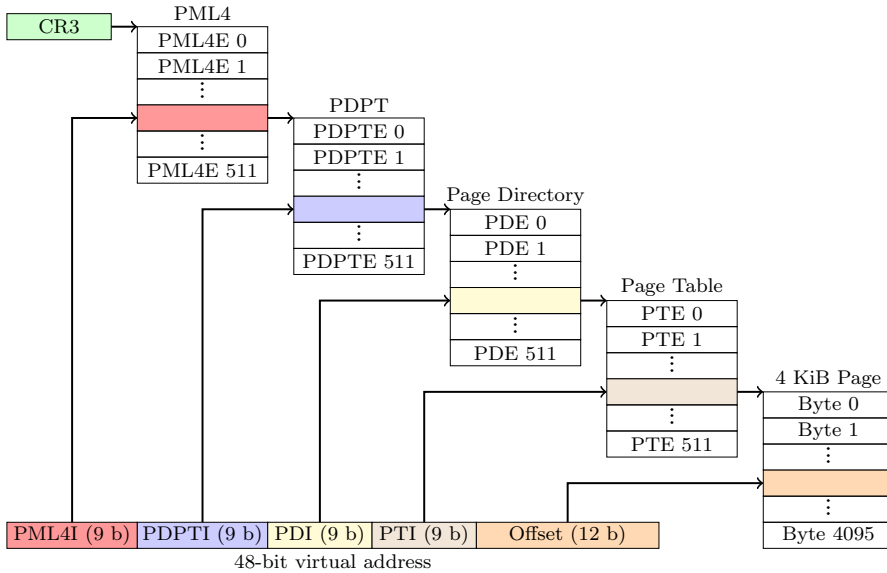 PML4
CR3
PML4E 0
PML4E 1
⋮
⋮
PML4E 511
PDPT
PDPTE 0
PDPTE 1
⋮
⋮
PDPTE 511
Page Directory
PDE 0
PDE 1
⋮
⋮
PDE 511
Page Table
PTE 0
PTE 1
⋮
⋮
PTE 511
4 KiB Page
Byte 0
Byte 1
⋮
⋮
Byte 4095
PML4I (9 b) PDPTI (9 b) PDI (9 b) PTI (9 b) Offset (12 b)
48-bit virtual address